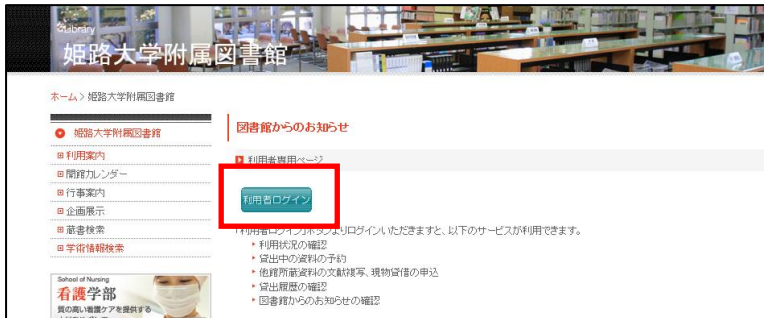 Library
姫路大学附属図書館
ホーム > 姫路大学附属図書館
姫路大学附属図書館
利用案内
開館カレンダー
行事案内
企画展示
蔵書検索
学術情報検索
School of Nursing
看護学部
質の高い看護ケアを提供する
図書館からのお知らせ
利用者専用ページ
利用者ログイン
「利用者ログイン」ボタンよりログインいただきますと、以下のサービスが利用できます。
利用状況の確認
貸出中の資料の予約
他館所蔵資料の文献複写、現物貸借の申込
貸出履歴の確認
図書館からのお知らせの確認